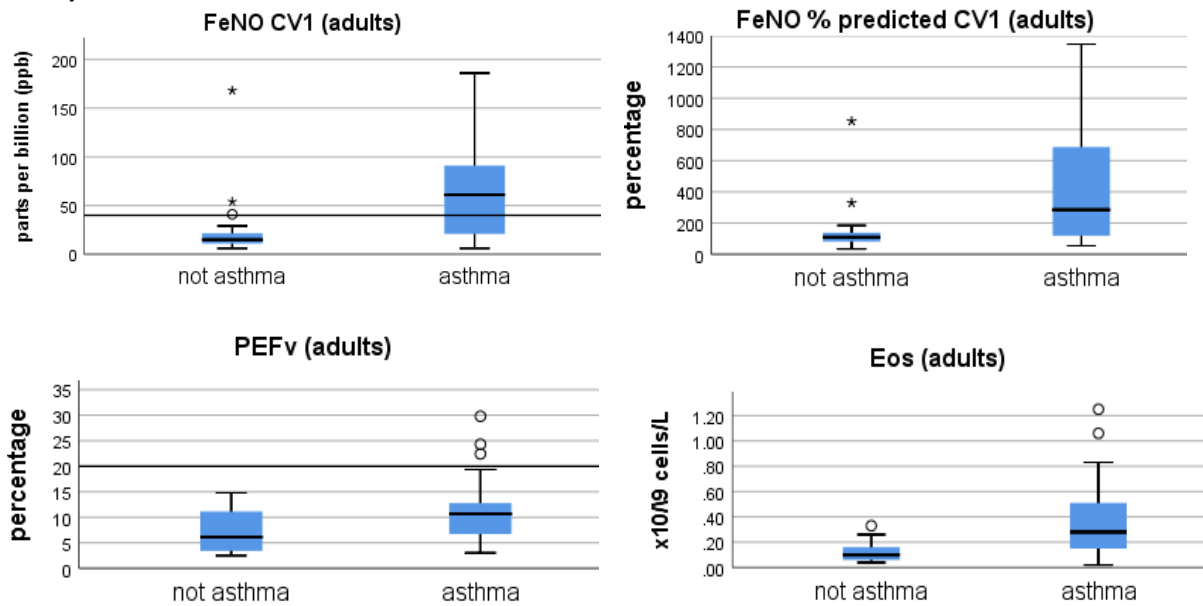 FeNO CV1 (adults)
parts per billion (ppb)
200
150
100
50
0
not asthma
asthma
FeNO % predicted CV1 (adults)
percentage
1400
1200
1000
800
600
400
200
0
not asthma
asthma
PEFv (adults)
percentage
35
30
25
20
15
10
5
0
not asthma
asthma
Eos (adults)
x10/\9 cells/L
1.20
1.00
.80
.60
.40
.20
.00
not asthma
asthma